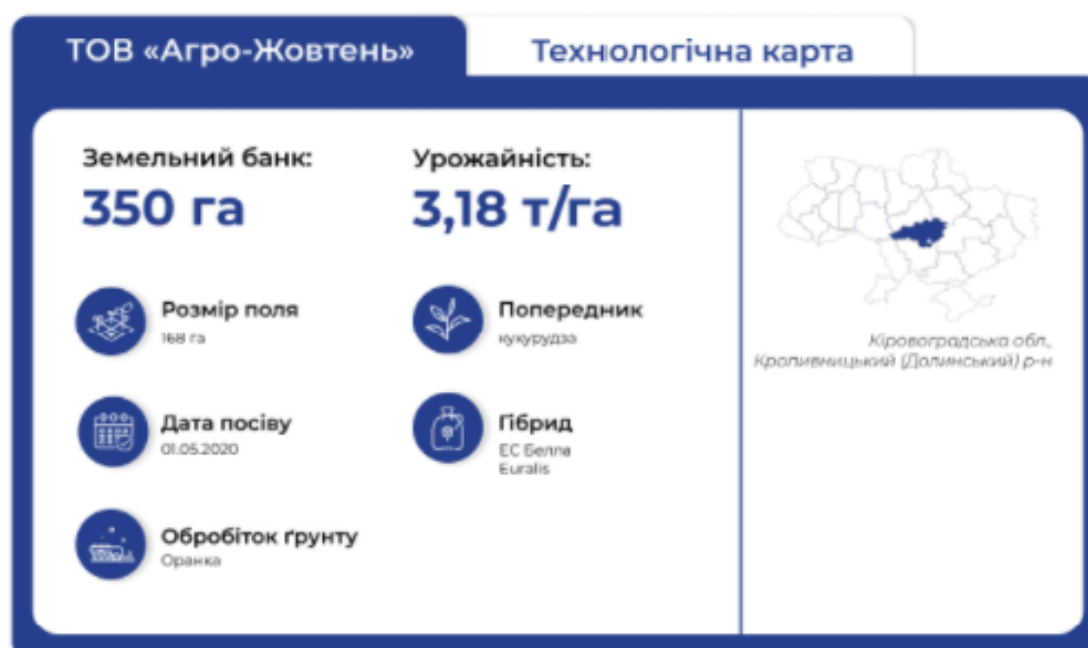 ТОВ «Агро-Жовтень»
Технологічна карта
Земельний банк:
350 га
Урожайність:
3,18 т/га
Розмір поля
168 га
Попередник
кукурудза
Дата посіву
01.05.2020
Гібрид
ЕС Белла
Euralis
Обробіток ґрунту
Оранка
Кіровоградська обл.,
Кропивницький (Долинський) р-н